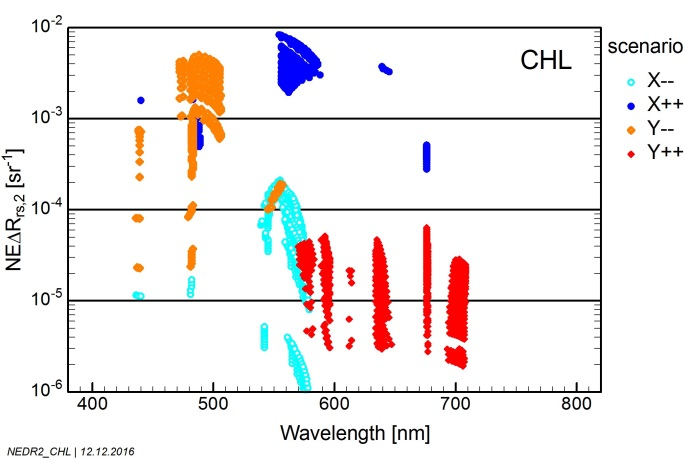 10-2
10-3
10-4
10-5
10-6
NEΔRrs,2 [sr-1]
400 500 600 700 800
Wavelength [nm]
CHL
scenario
X--
X++
Y--
Y++
NEDR2_CHL | 12.12.2016